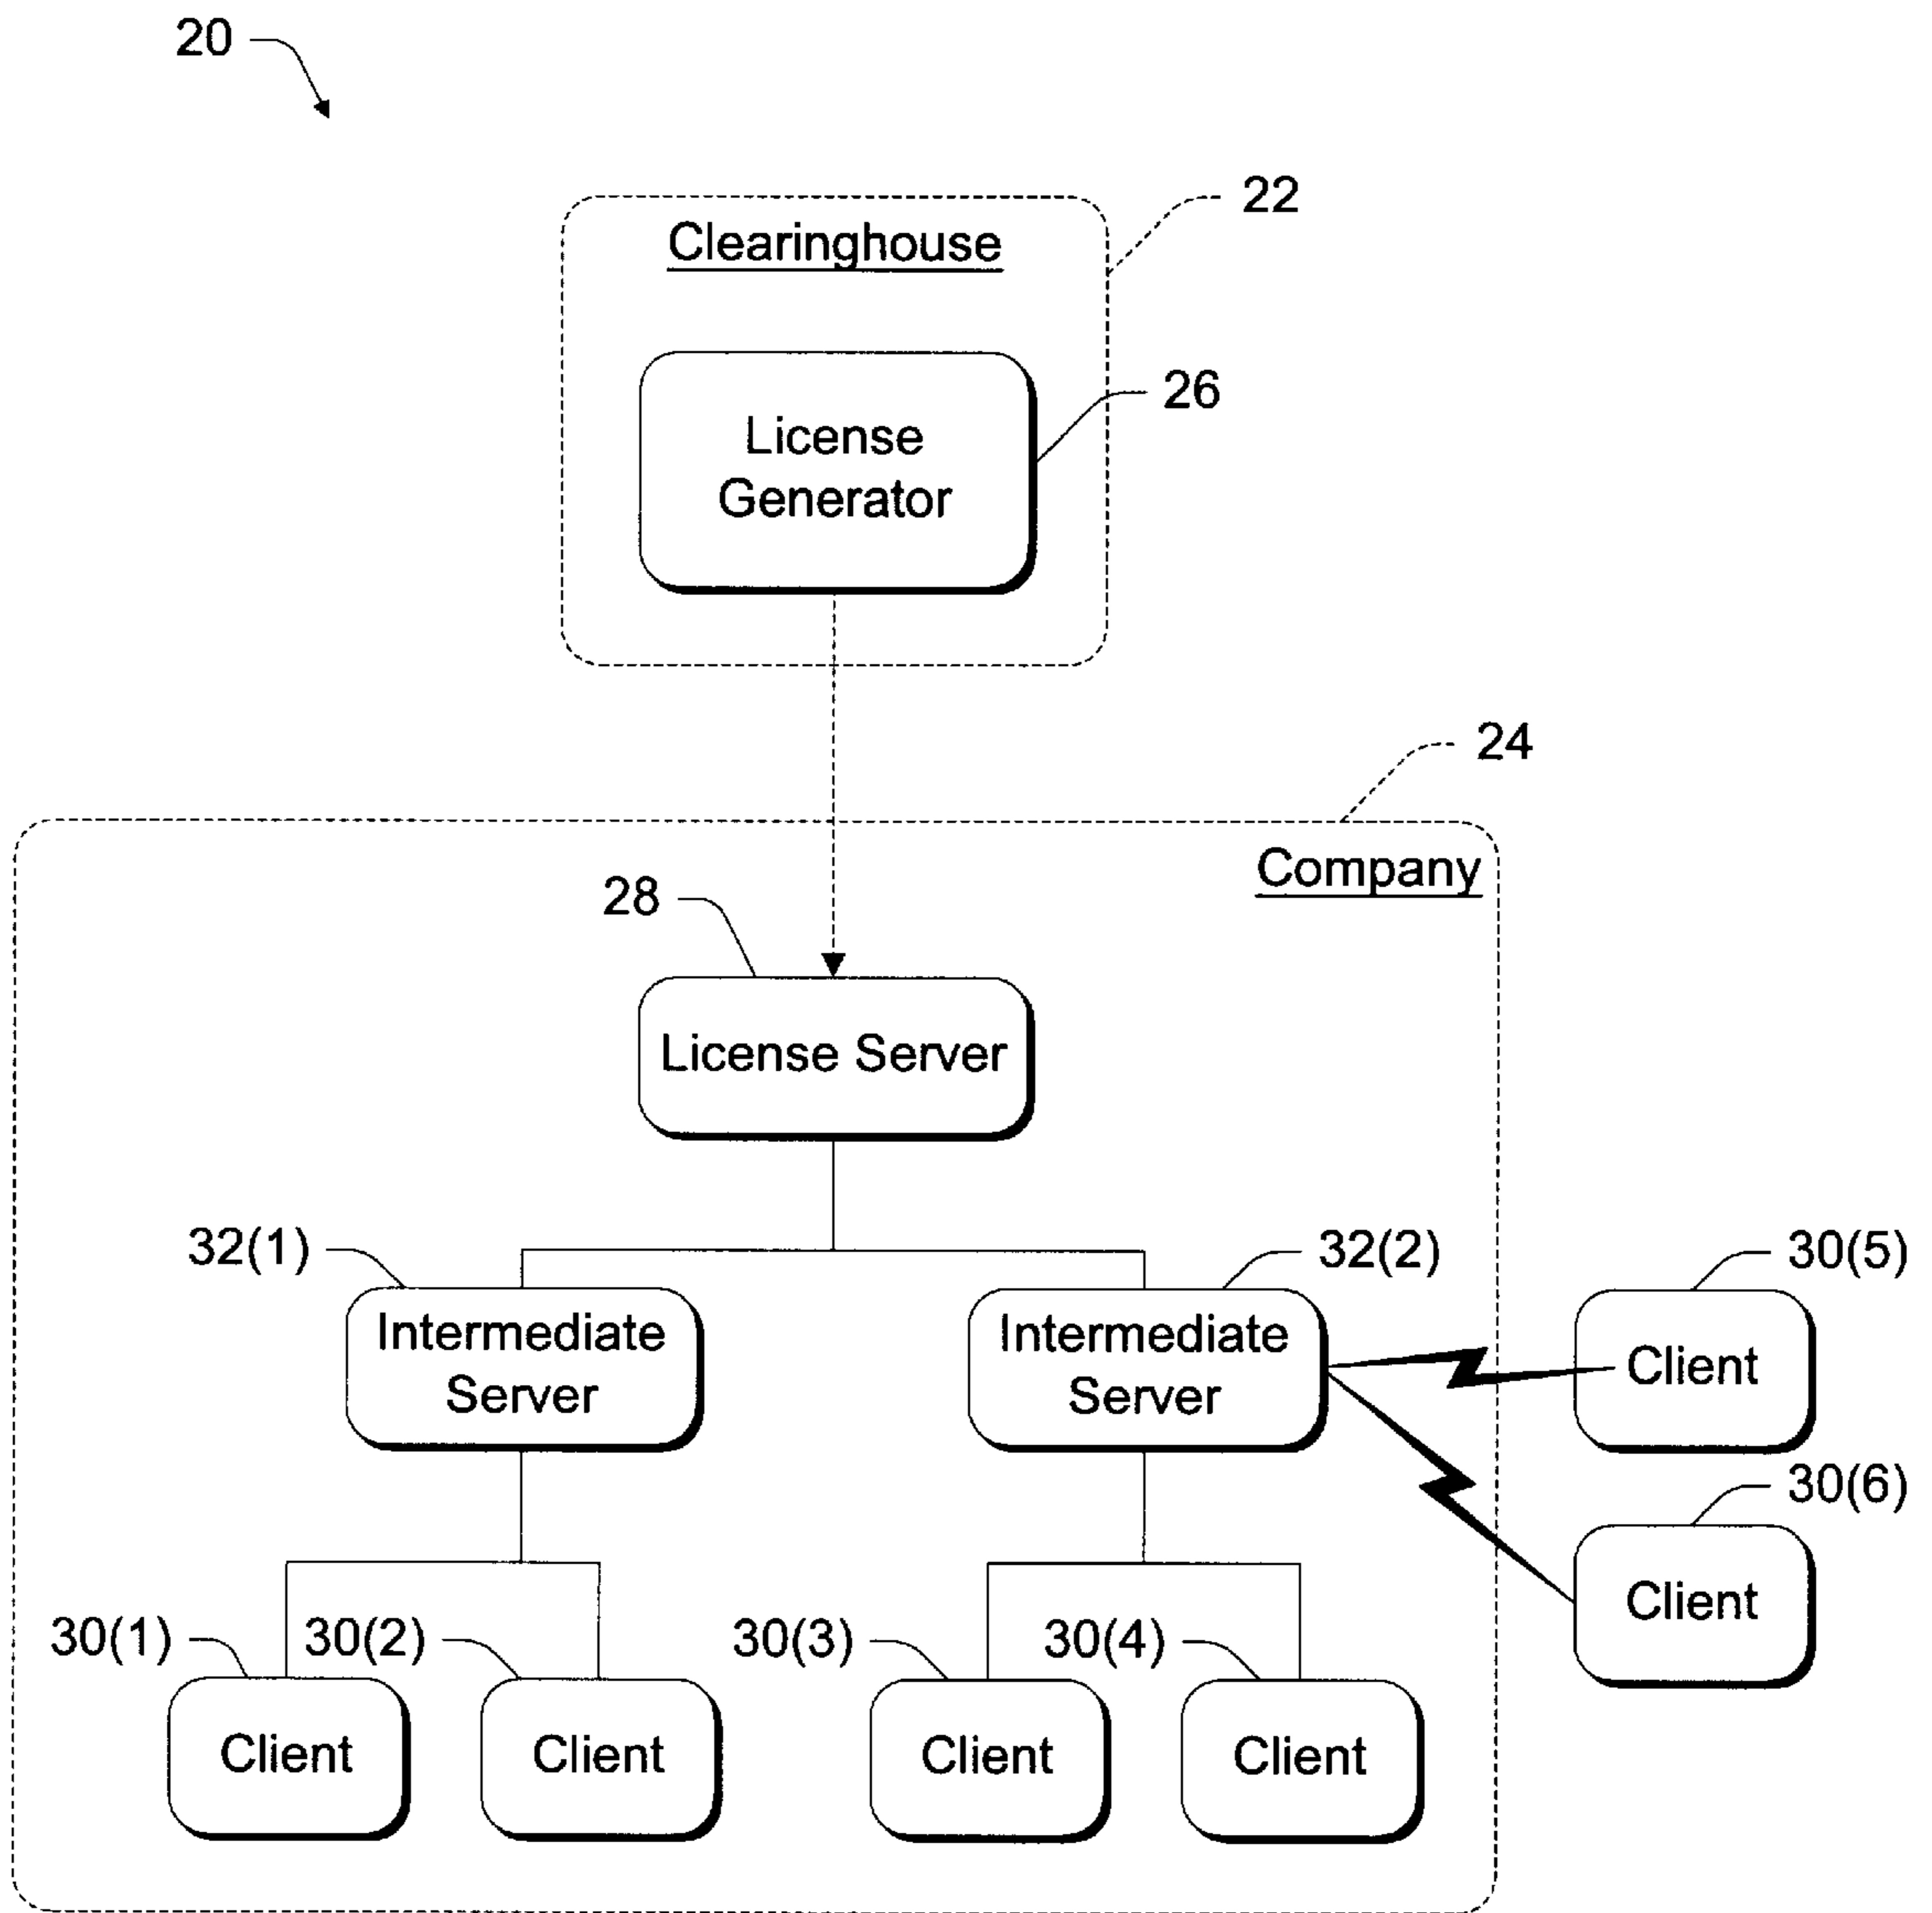 20
22
Clearinghouse
26
License
Generator
24
Company
28
License Server
32(1)
32(2)
30(5)
Intermediate
Server
Intermediate
Server
Client
30(6)
Client
30(1)
30(2)
30(3)
30(4)
Client
Client
Client
Client